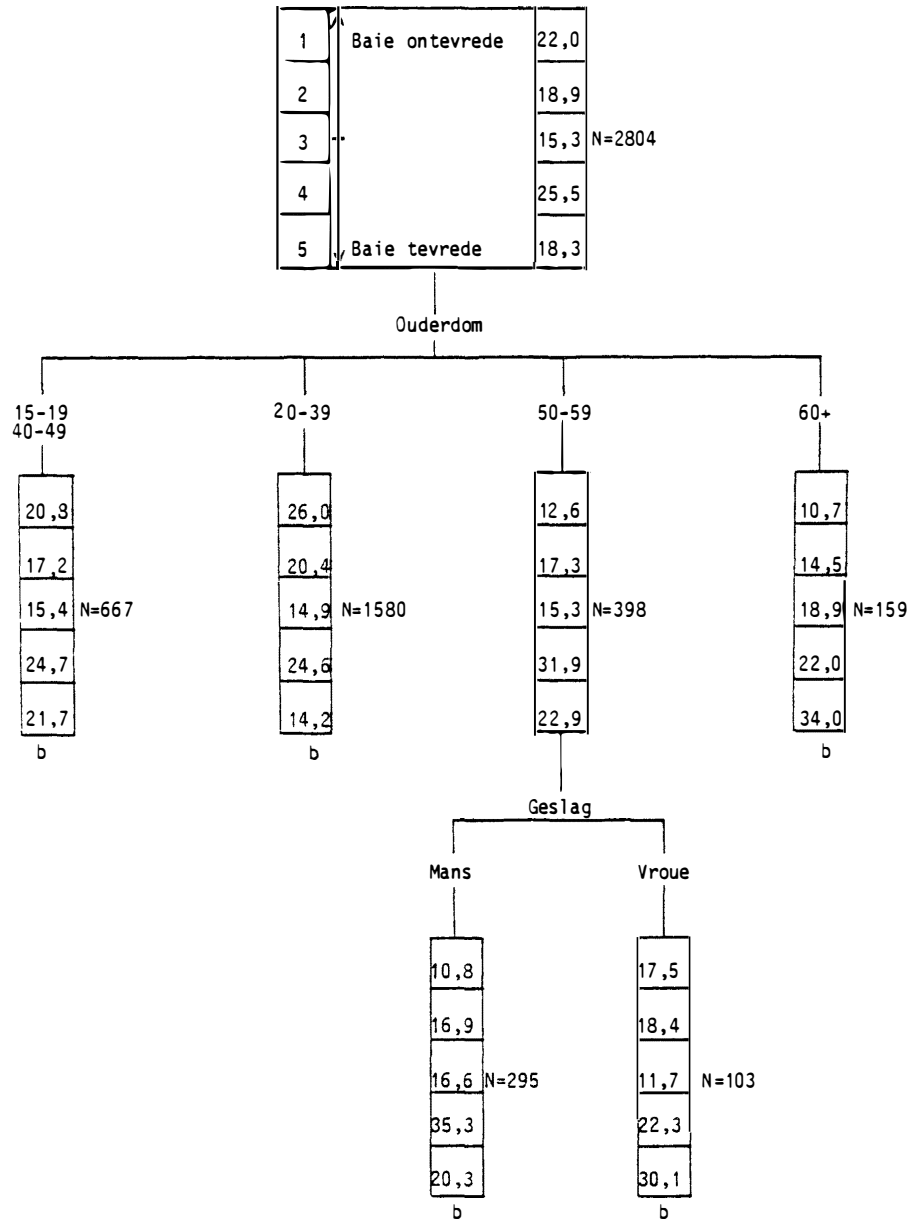 1 Baie ontevrede 22,0
2 18,9
3 15,3 N=2804
4 25,5
5 Baie tevrede 18,3
Ouderdom
15-19 20-39 50-59 60+
40-49
20,8 26,0 12,6 10,7
17,2 20,4 17,3 14,5
15,4 N=667 14,9 N=1580 15,3 N=398 18,9 N=159
24,7 24,6 31,9 22,0
21,7 14,2 22,9 34,0
b b b
Geslag
Mans Vroue
10,8 17,5
16,9 18,4
16,6 N=295 11,7 N=103
35,3 22,3
20,3 30,1
b b